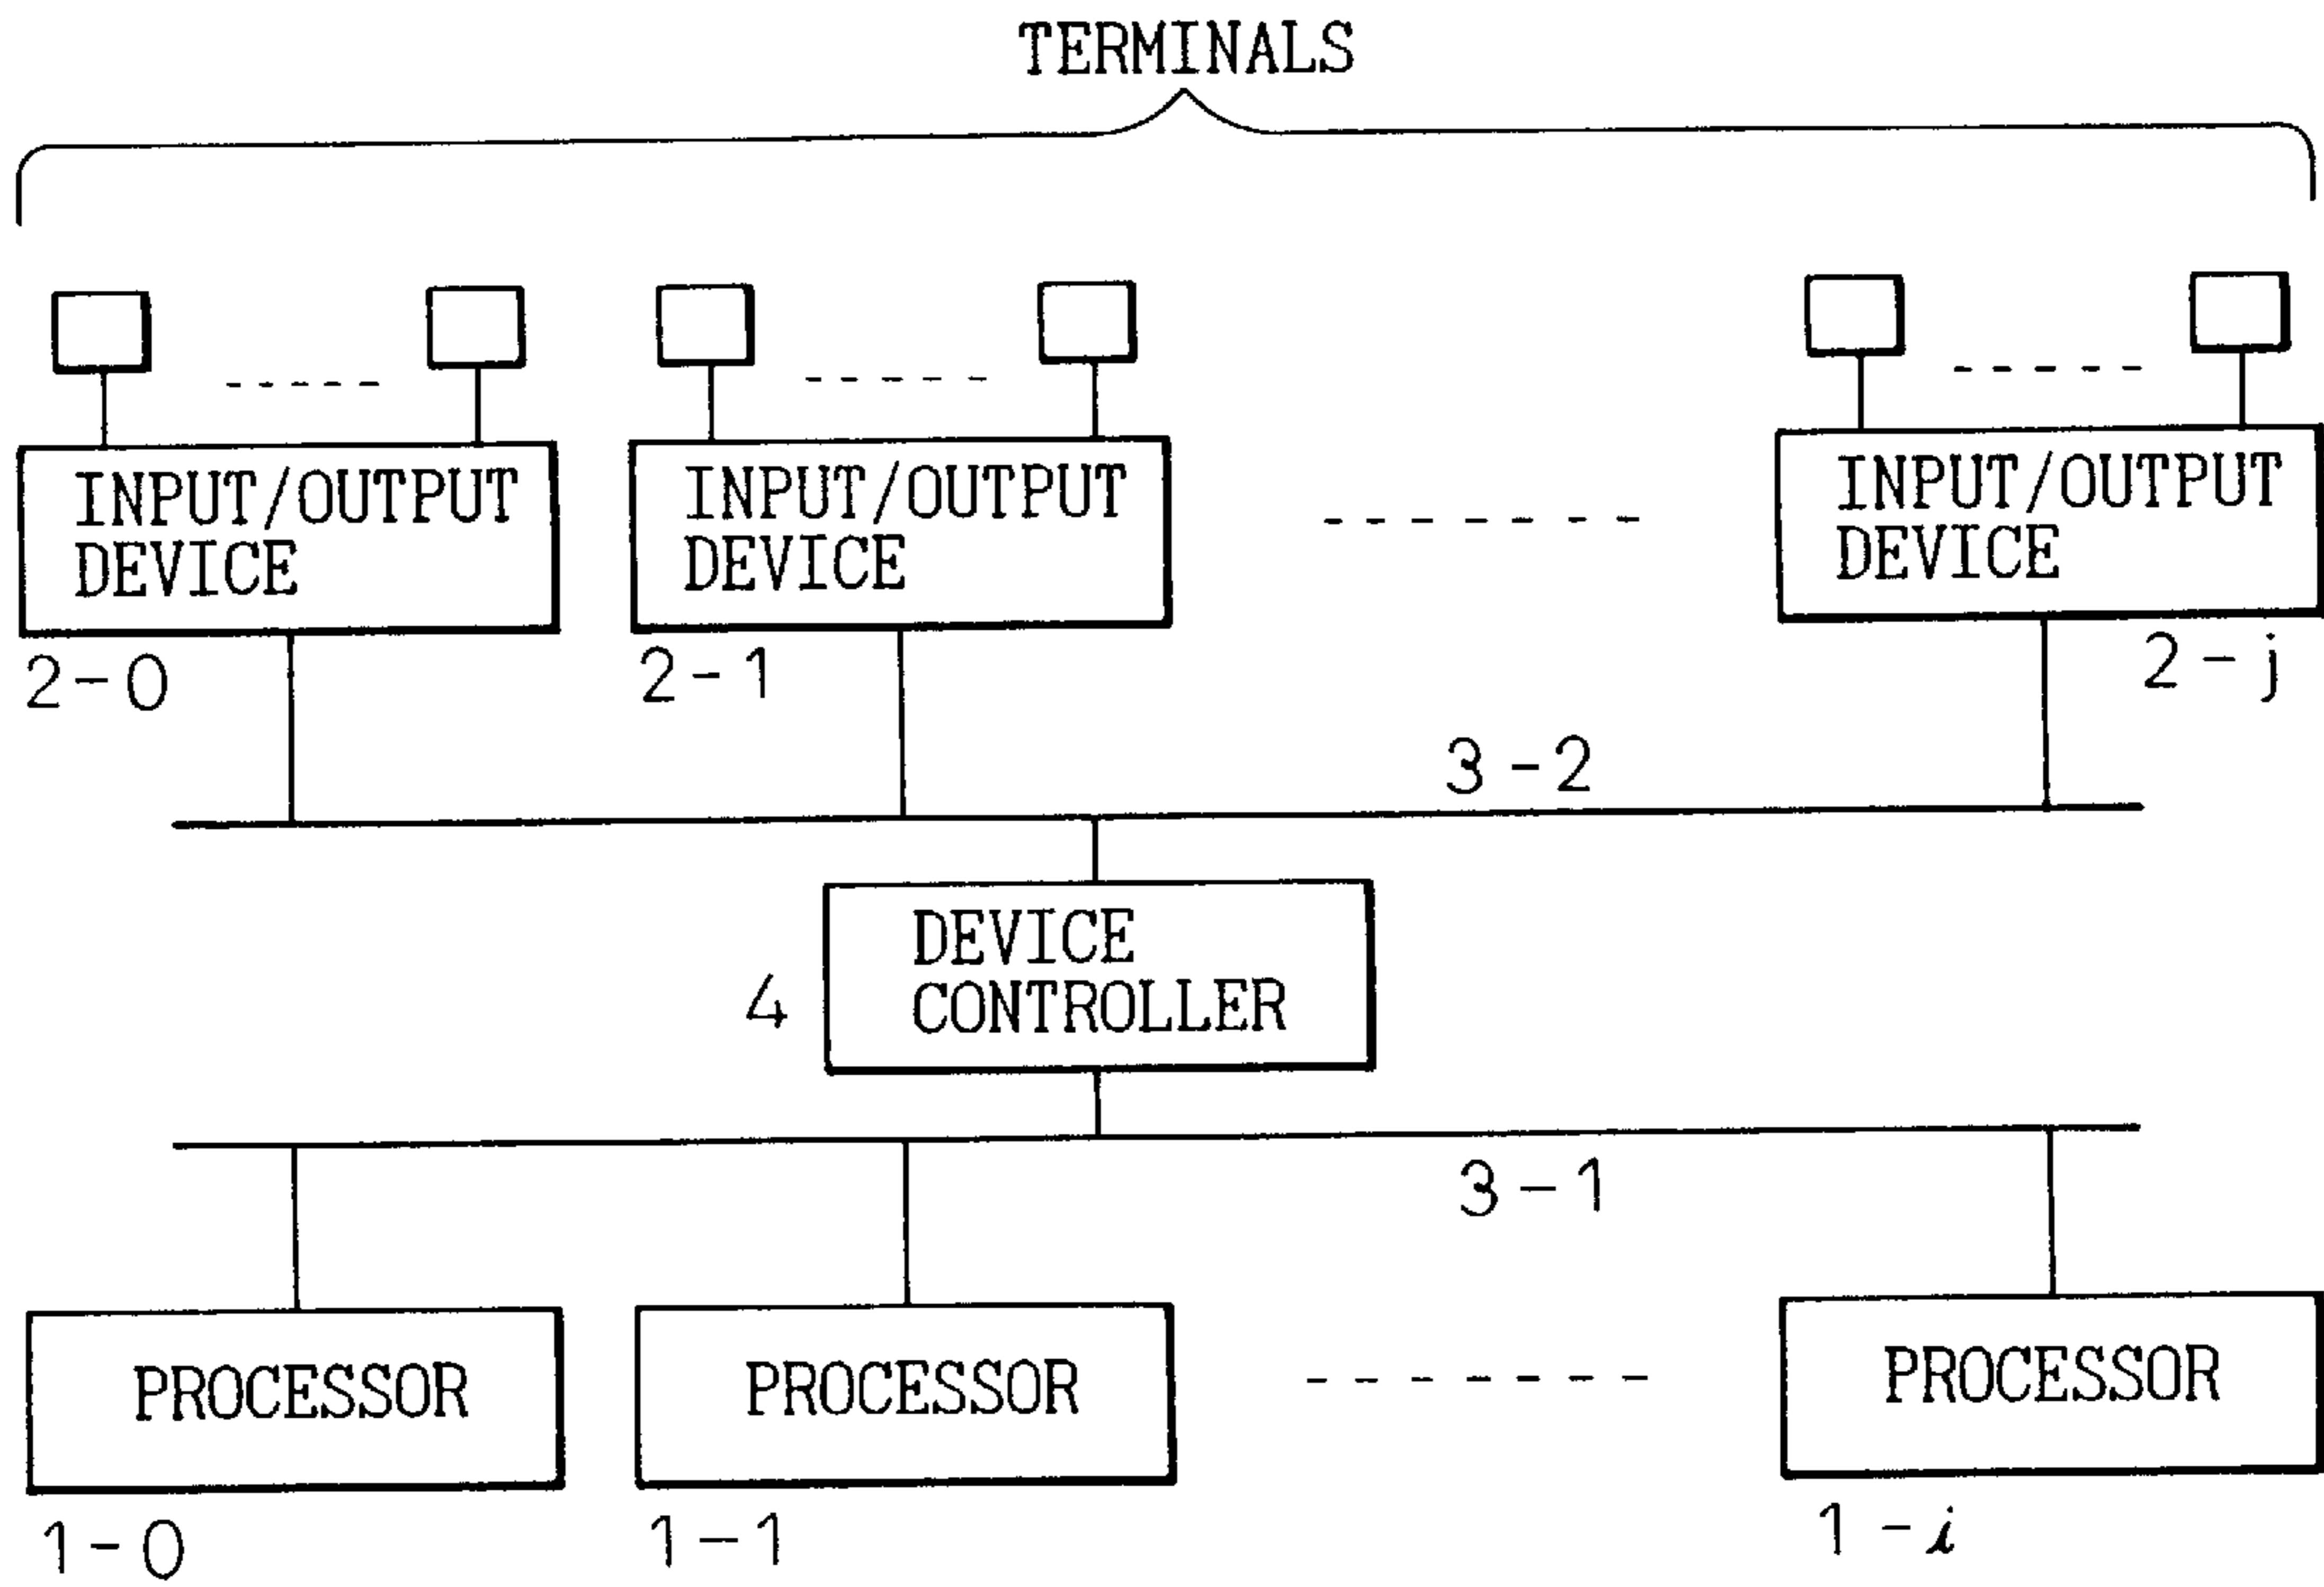 TERMINALS
INPUT/OUTPUT
DEVICE
INPUT/OUTPUT
DEVICE
INPUT/OUTPUT
DEVICE
2-0
2-1
2-j
3-2
DEVICE
CONTROLLER
4
3-1
PROCESSOR
PROCESSOR
PROCESSOR
1-0
1-1
1-i